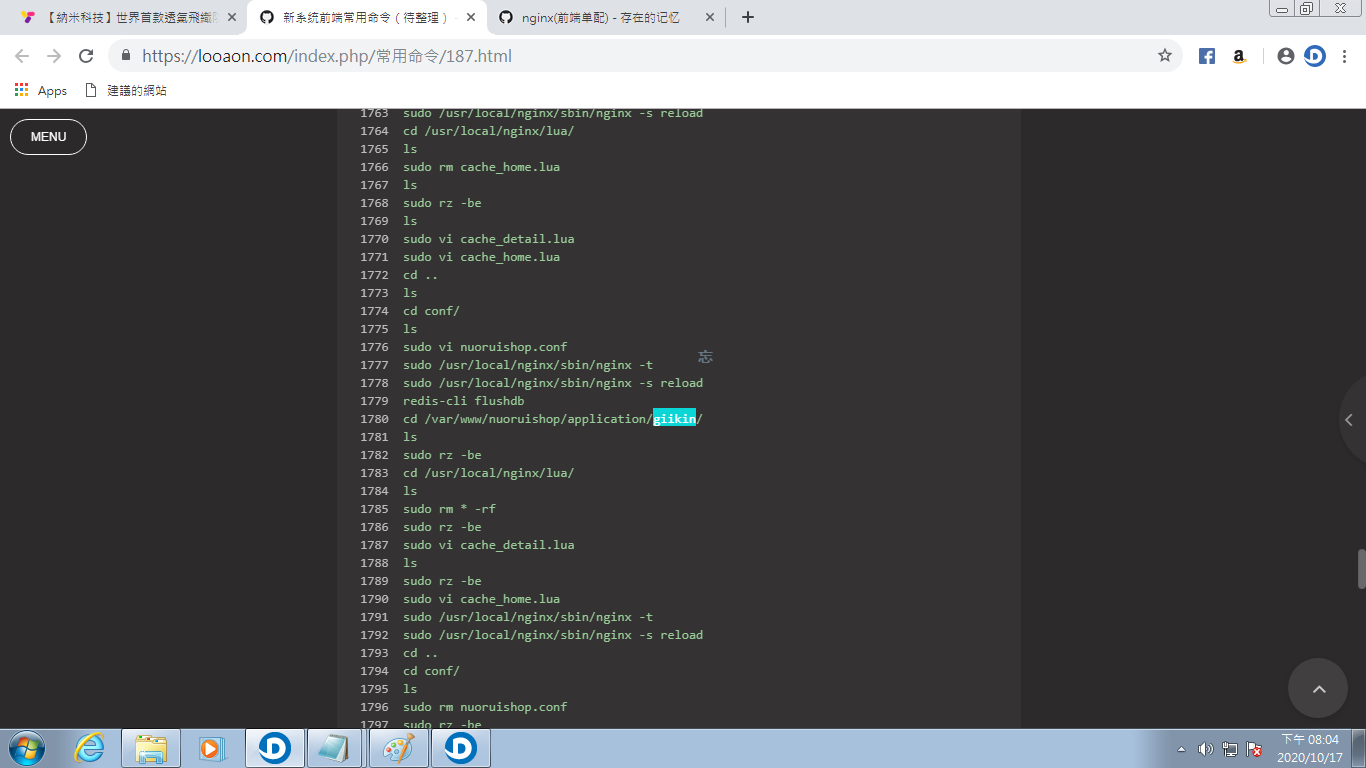 【納米科技】世界首款透氣飛織
新系統前端常用命令（待整理） -
nginx(前端单配) - 存在的记忆
https://looaon.com/index.php/常用命令/187.html
Apps
建議的網站
MENU
1763 sudo /usr/local/nginx/sbin/nginx -s reload
1764 cd /usr/local/nginx/lua/
1765 ls
1766 sudo rm cache_home.lua
1767 ls
1768 sudo rz -be
1769 ls
1770 sudo vi cache_detail.lua
1771 sudo vi cache_home.lua
1772 cd ..
1773 ls
1774 cd conf/
1775 ls
1776 sudo vi nuoruishop.conf
忘
1777 sudo /usr/local/nginx/sbin/nginx -t
1778 sudo /usr/local/nginx/sbin/nginx -s reload
1779 redis-cli flushdb
1780 cd /var/www/nuoruishop/application/giikin/
1781 ls
1782 sudo rz -be
1783 cd /usr/local/nginx/lua/
1784 ls
1785 sudo rm * -rf
1786 sudo rz -be
1787 sudo vi cache_detail.lua
1788 ls
1789 sudo rz -be
1790 sudo vi cache_home.lua
1791 sudo /usr/local/nginx/sbin/nginx -t
1792 sudo /usr/local/nginx/sbin/nginx -s reload
1793 cd ..
1794 cd conf/
1795 ls
1796 sudo rm nuoruishop.conf
1797 sudo rz -be
下午 08:04
2020/10/17